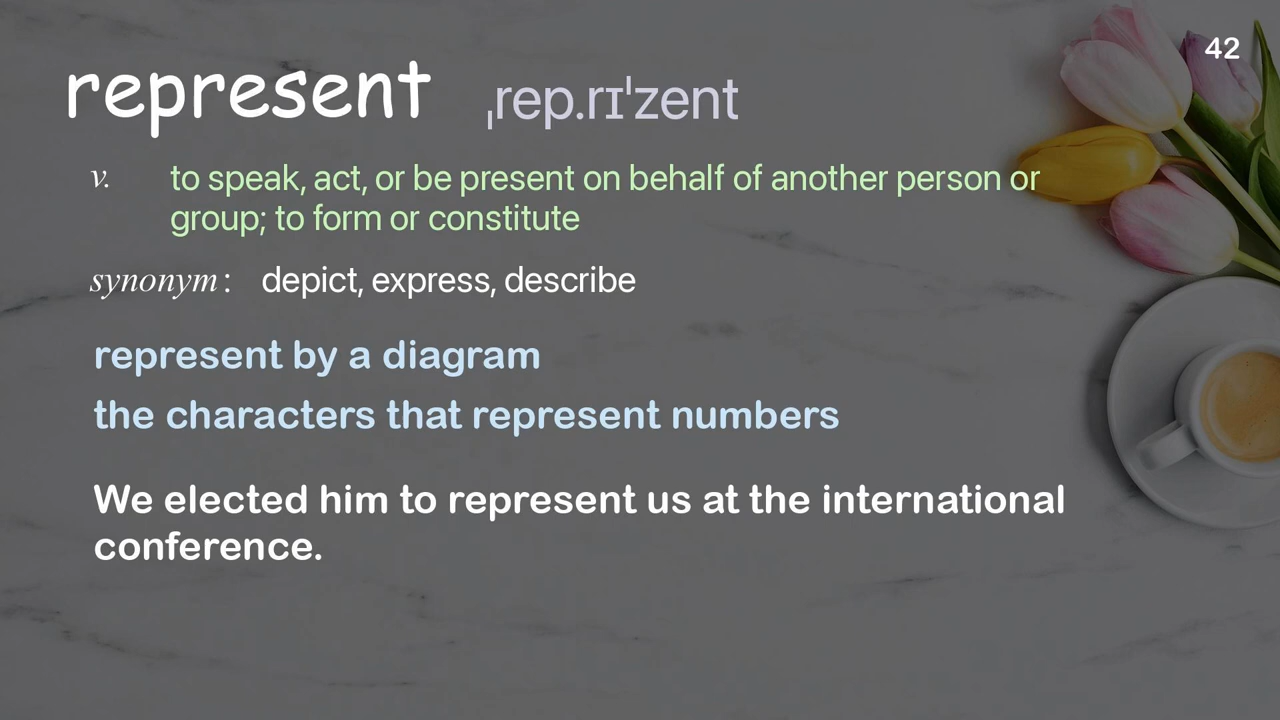 42
represent ˌrep.rɪˈzent
v. to speak, act, or be present on behalf of another person or
group; to form or constitute
synonym: depict, express, describe
represent by a diagram
the characters that represent numbers
We elected him to represent us at the international
conference.